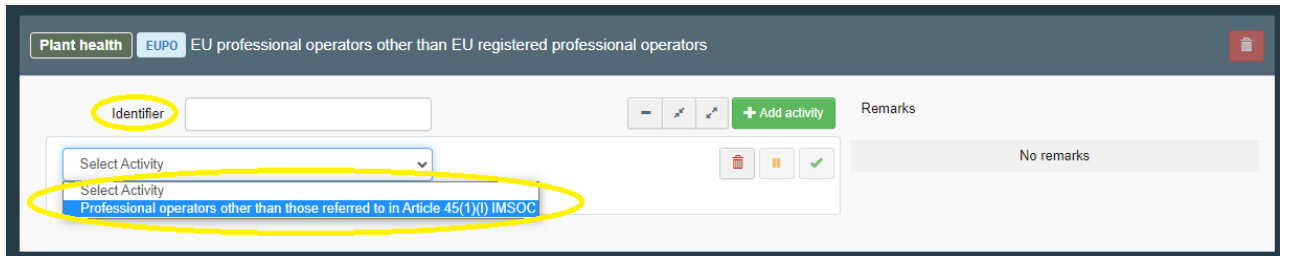 Plant health EUPO EU professional operators other than EU registered professional operators
Identifier
Add activity
Remarks
Select Activity
No remarks
Select Activity
Professional operators other than those referred to in Article 45(1)(l) IMSOC